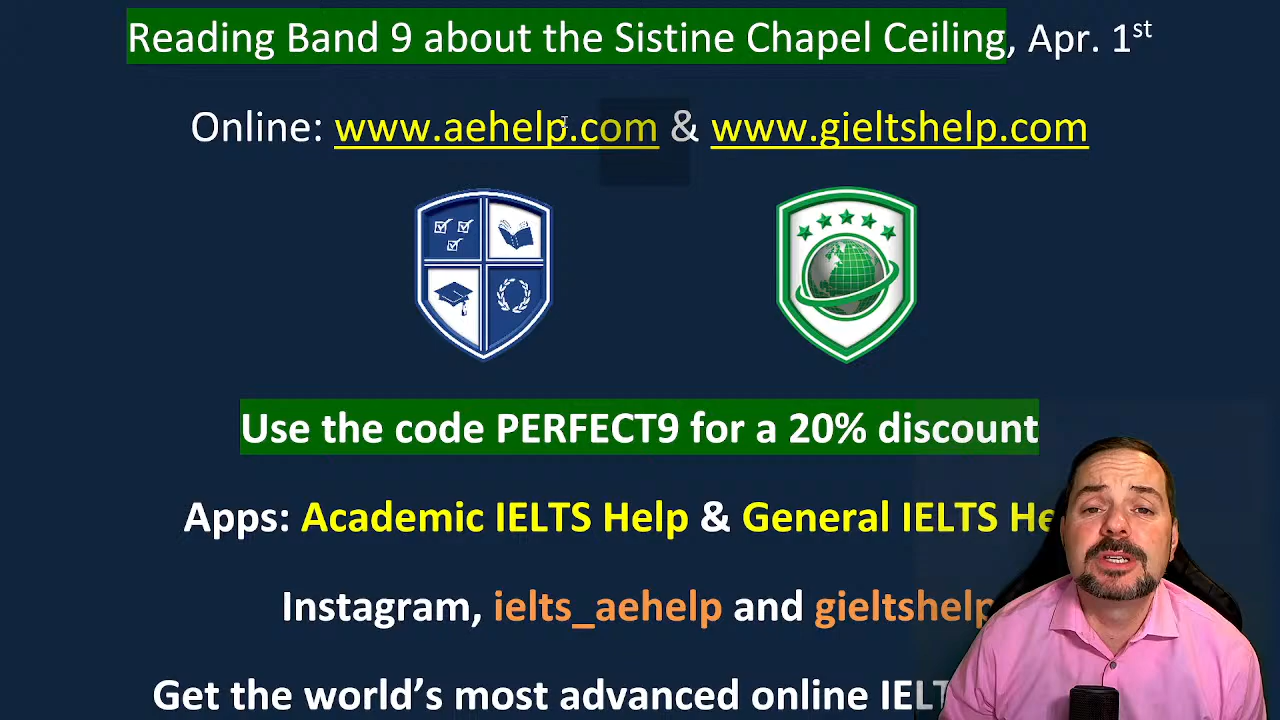 Reading Band 9 about the Sistine Chapel Ceiling, Apr. 1st
Online: www.aehelp.com & www.gieltshelp.com
Use the code PERFECT9 for a 20% discount
Apps: Academic IELTS Help & General IELTS He
Instagram, ielts_aehelp and gieltshelp
Get the world’s most advanced online IELT